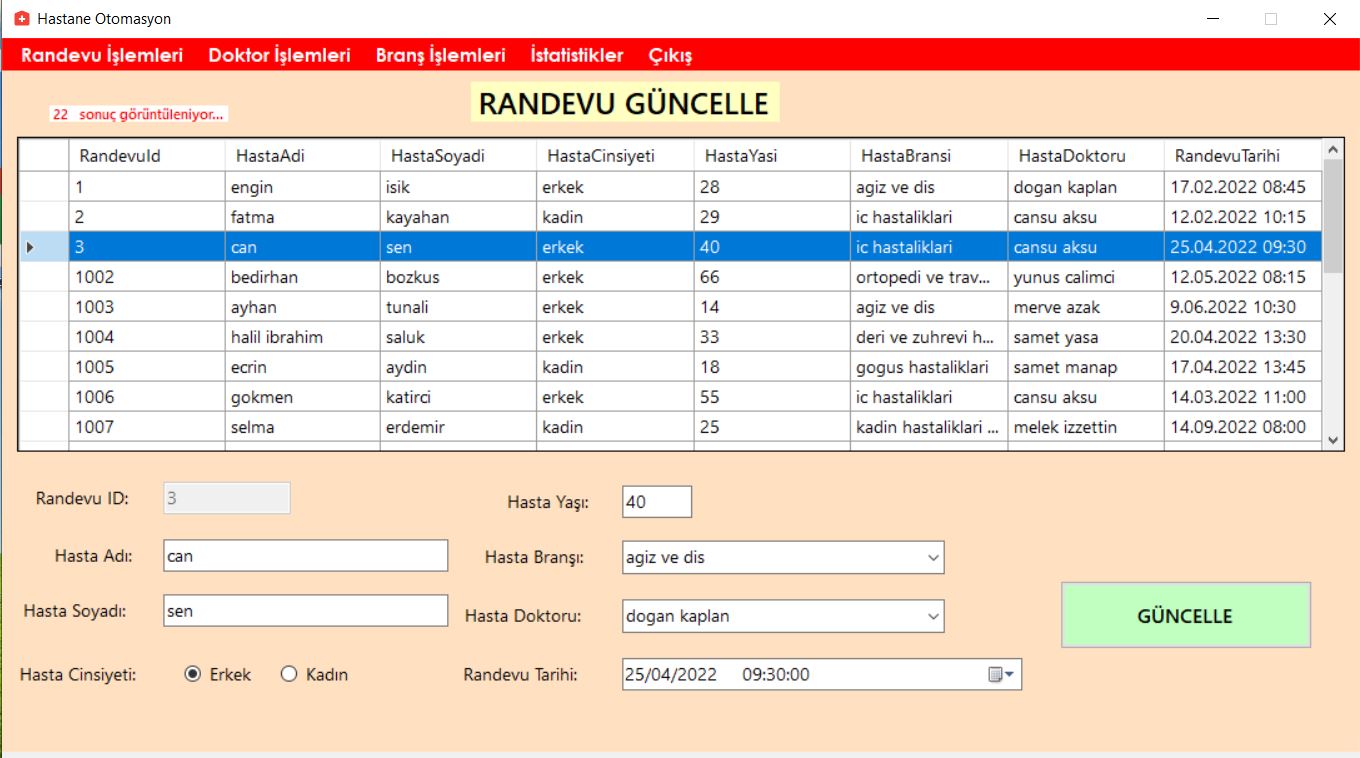 Hastane Otomasyon
Randevu İşlemleri Doktor İşlemleri Branş İşlemleri İstatistikler Çıkış
22 sonuç görüntüleniyor...
RANDEVU GÜNCELLE
RandevuId HastaAdi HastaSoyadi HastaCinsiyeti HastaYasi HastaBransi HastaDoktoru RandevuTarihi
1 engin isik erkek 28 agiz ve dis dogan kaplan 17.02.2022 08:45
2 fatma kayahan kadin 29 ic hastaliklari cansu aksu 12.02.2022 10:15
3 can sen erkek 40 ic hastaliklari cansu aksu 25.04.2022 09:30
1002 bedirhan bozkus erkek 66 ortopedi ve trav... yunus calimci 12.05.2022 08:15
1003 ayhan tunali erkek 14 agiz ve dis merve azak 9.06.2022 10:30
1004 halil ibrahim saluk erkek 33 deri ve zuhrevi h... samet yasa 20.04.2022 13:30
1005 ecrin aydin kadin 18 gogus hastaliklari samet manap 17.04.2022 13:45
1006 gokmen katirci erkek 55 ic hastaliklari cansu aksu 14.03.2022 11:00
1007 selma erdemir kadin 25 kadin hastaliklari ... melek izzettin 14.09.2022 08:00
Randevu ID: 3 Hasta Yaşı: 40
Hasta Adı: can Hasta Branşı: agiz ve dis
Hasta Soyadı: sen Hasta Doktoru: dogan kaplan
GÜNCELLE
Hasta Cinsiyeti: Erkek Kadın Randevu Tarihi: 25/04/2022 09:30:00